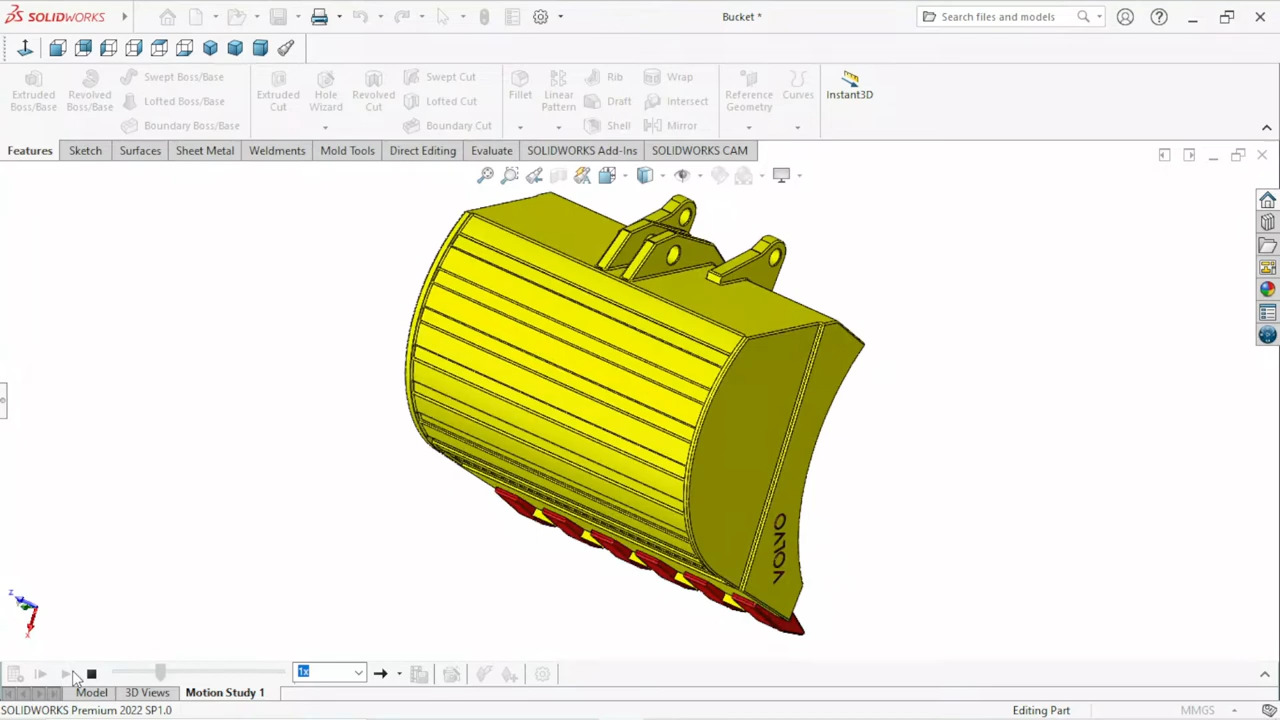 SOLIDWORKS
Bucket *
Search files and models
Extruded Boss/Base
Revolved Boss/Base
Swept Boss/Base
Lofted Boss/Base
Boundary Boss/Base
Extruded Cut
Hole Wizard
Revolved Cut
Swept Cut
Lofted Cut
Boundary Cut
Fillet
Linear Pattern
Rib
Draft
Shell
Wrap
Intersect
Mirror
Reference Geometry
Curves
Instant3D
Features
Sketch
Surfaces
Sheet Metal
Weldments
Mold Tools
Direct Editing
Evaluate
SOLIDWORKS Add-Ins
SOLIDWORKS CAM
VOLVO
Z
X
1x
Model
3D Views
Motion Study 1
SOLIDWORKS Premium 2022 SP1.0
Editing Part
MMGS